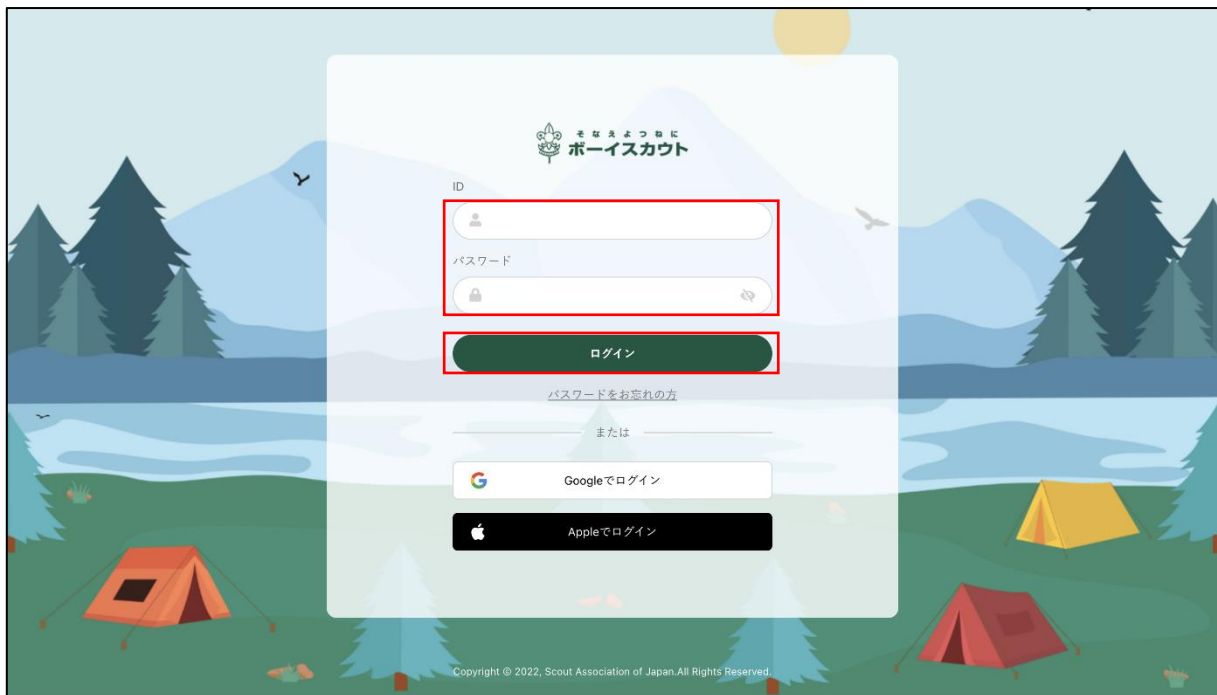 そなえよつねに
ボーイスカウト
ID
パスワード
ログイン
パスワードをお忘れの方
または
Googleでログイン
Appleでログイン
Copyright © 2022, Scout Association of Japan.All Rights Reserved.